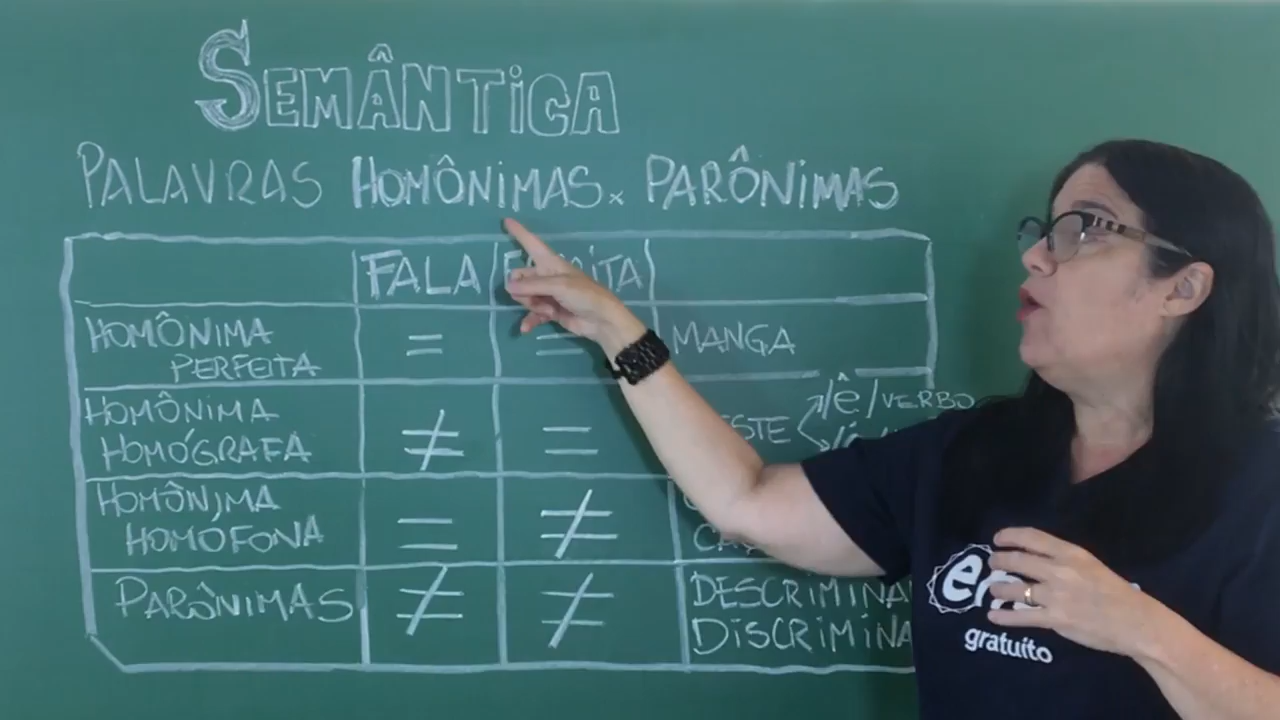 SEMÂNTICA
PALAVRAS HOMÔNIMAS x PARÔNIMAS
FALA
HOMÔNIMA PERFEITA = = MANGA
HOMÔNIMA HOMÓGRAFA ≠ = /ê/ VERBO
HOMÔNIMA HOMÓFONA = ≠
PARÔNIMAS ≠ ≠ DESCRIMINA
DISCRIMINA
gratuito